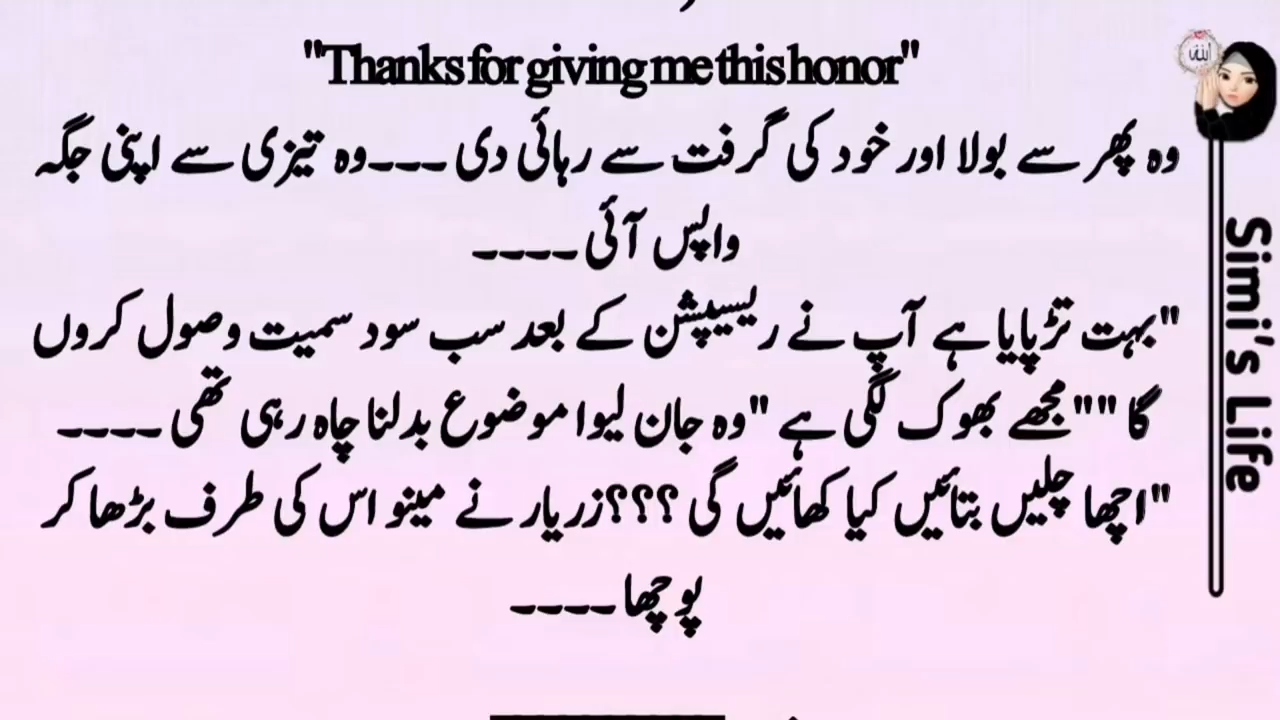 "Thanks for giving me this honor"
وہ پھر سے بولا اور خود کی گرفت سے رہائی دی ---وہ تیزی سے اپنی جگہ
واپس آئی ----
"بہت تڑپایا ہے آپ نے ریسیپشن کے بعد سب سود سمیت وصول کروں
گا ""مجھے بھوک لگی ہے "وہ جان لیوا موضوع بدلنا چاہ رہی تھی ----
"اچھا چلیں بتائیں کیا کھائیں گی ؟؟؟زریار نے مینو اس کی طرف بڑھا کر
پوچھا ----
Simi's Life
اللہ